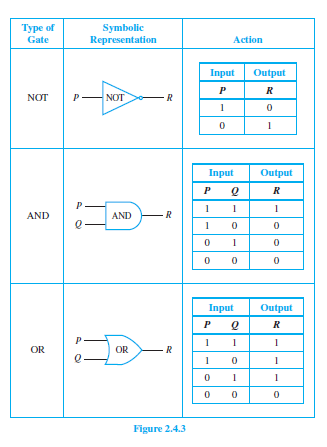 Type of Gate
Symbolic Representation
Action
NOT
P
NOT
R
Input Output
P R
1 0
0 1
AND
P
Q
AND
R
Input Output
P Q R
1 1 1
1 0 0
0 1 0
0 0 0
OR
P
Q
OR
R
Input Output
P Q R
1 1 1
1 0 1
0 1 1
0 0 0
Figure 2.4.3